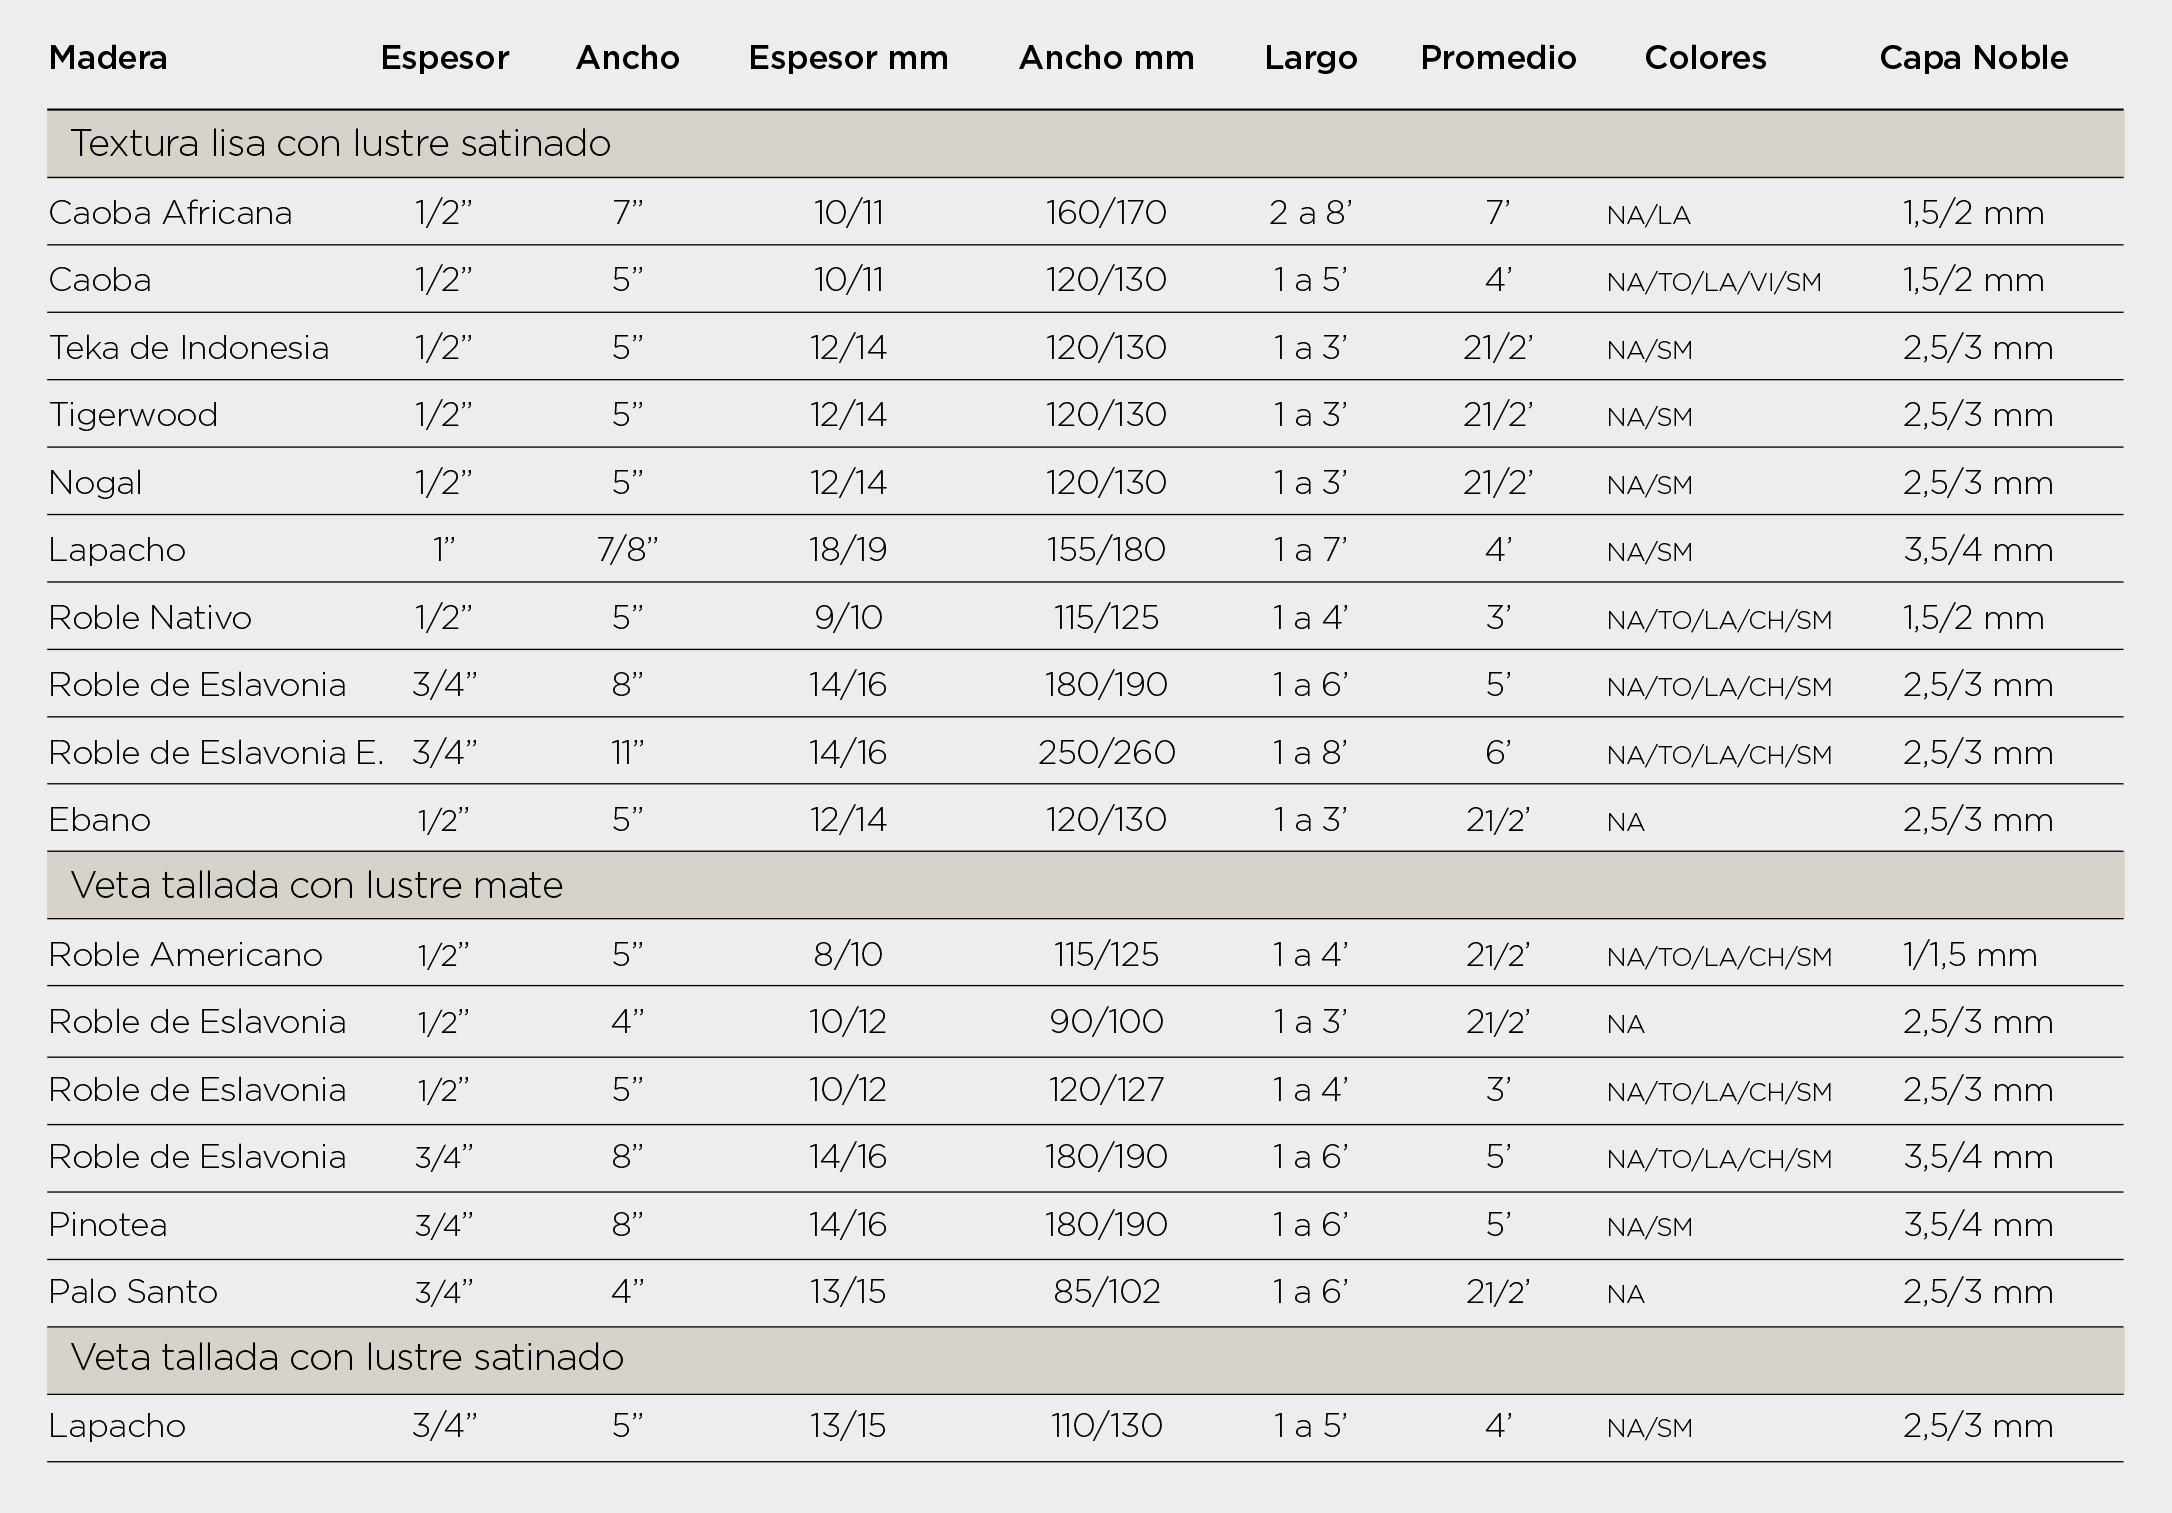 Madera Espesor Ancho Espesor mm Ancho mm Largo Promedio Colores Capa Noble
Textura lisa con lustre satinado
Caoba Africana 1/2” 7” 10/11 160/170 2 a 8’ 7’ NA/LA 1,5/2 mm
Caoba 1/2” 5” 10/11 120/130 1 a 5’ 4’ NA/TO/LA/VI/SM 1,5/2 mm
Teka de Indonesia 1/2” 5” 12/14 120/130 1 a 3’ 21/2’ NA/SM 2,5/3 mm
Tigerwood 1/2” 5” 12/14 120/130 1 a 3’ 21/2’ NA/SM 2,5/3 mm
Nogal 1/2” 5” 12/14 120/130 1 a 3’ 21/2’ NA/SM 2,5/3 mm
Lapacho 1” 7/8” 18/19 155/180 1 a 7’ 4’ NA/SM 3,5/4 mm
Roble Nativo 1/2” 5” 9/10 115/125 1 a 4’ 3’ NA/TO/LA/CH/SM 1,5/2 mm
Roble de Eslavonia 3/4” 8” 14/16 180/190 1 a 6’ 5’ NA/TO/LA/CH/SM 2,5/3 mm
Roble de Eslavonia E. 3/4” 11” 14/16 250/260 1 a 8’ 6’ NA/TO/LA/CH/SM 2,5/3 mm
Ebano 1/2” 5” 12/14 120/130 1 a 3’ 21/2’ NA 2,5/3 mm
Veta tallada con lustre mate
Roble Americano 1/2” 5” 8/10 115/125 1 a 4’ 21/2’ NA/TO/LA/CH/SM 1/1,5 mm
Roble de Eslavonia 1/2” 4” 10/12 90/100 1 a 3’ 21/2’ NA 2,5/3 mm
Roble de Eslavonia 1/2” 5” 10/12 120/127 1 a 4’ 3’ NA/TO/LA/CH/SM 2,5/3 mm
Roble de Eslavonia 3/4” 8” 14/16 180/190 1 a 6’ 5’ NA/TO/LA/CH/SM 3,5/4 mm
Pinotea 3/4” 8” 14/16 180/190 1 a 6’ 5’ NA/SM 3,5/4 mm
Palo Santo 3/4” 4” 13/15 85/102 1 a 6’ 21/2’ NA 2,5/3 mm
Veta tallada con lustre satinado
Lapacho 3/4” 5” 13/15 110/130 1 a 5’ 4’ NA/SM 2,5/3 mm